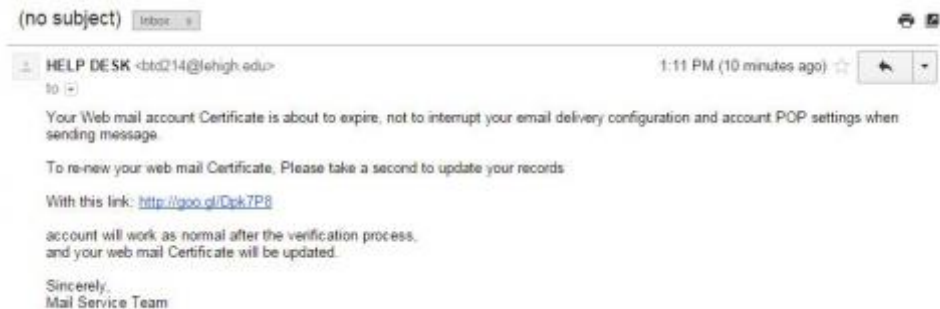 (no subject) Inbox x
HELP DESK <btd214@lehigh.edu> 1:11 PM (10 minutes ago)
to
Your Web mail account Certificate is about to expire, not to interrupt your email delivery configuration and account POP settings when
sending message.
To re-new your web mail Certificate, Please take a second to update your records
With this link: http://goo.gl/Dpk7P8
account will work as normal after the verification process,
and your web mail Certificate will be updated.
Sincerely,
Mail Service Team